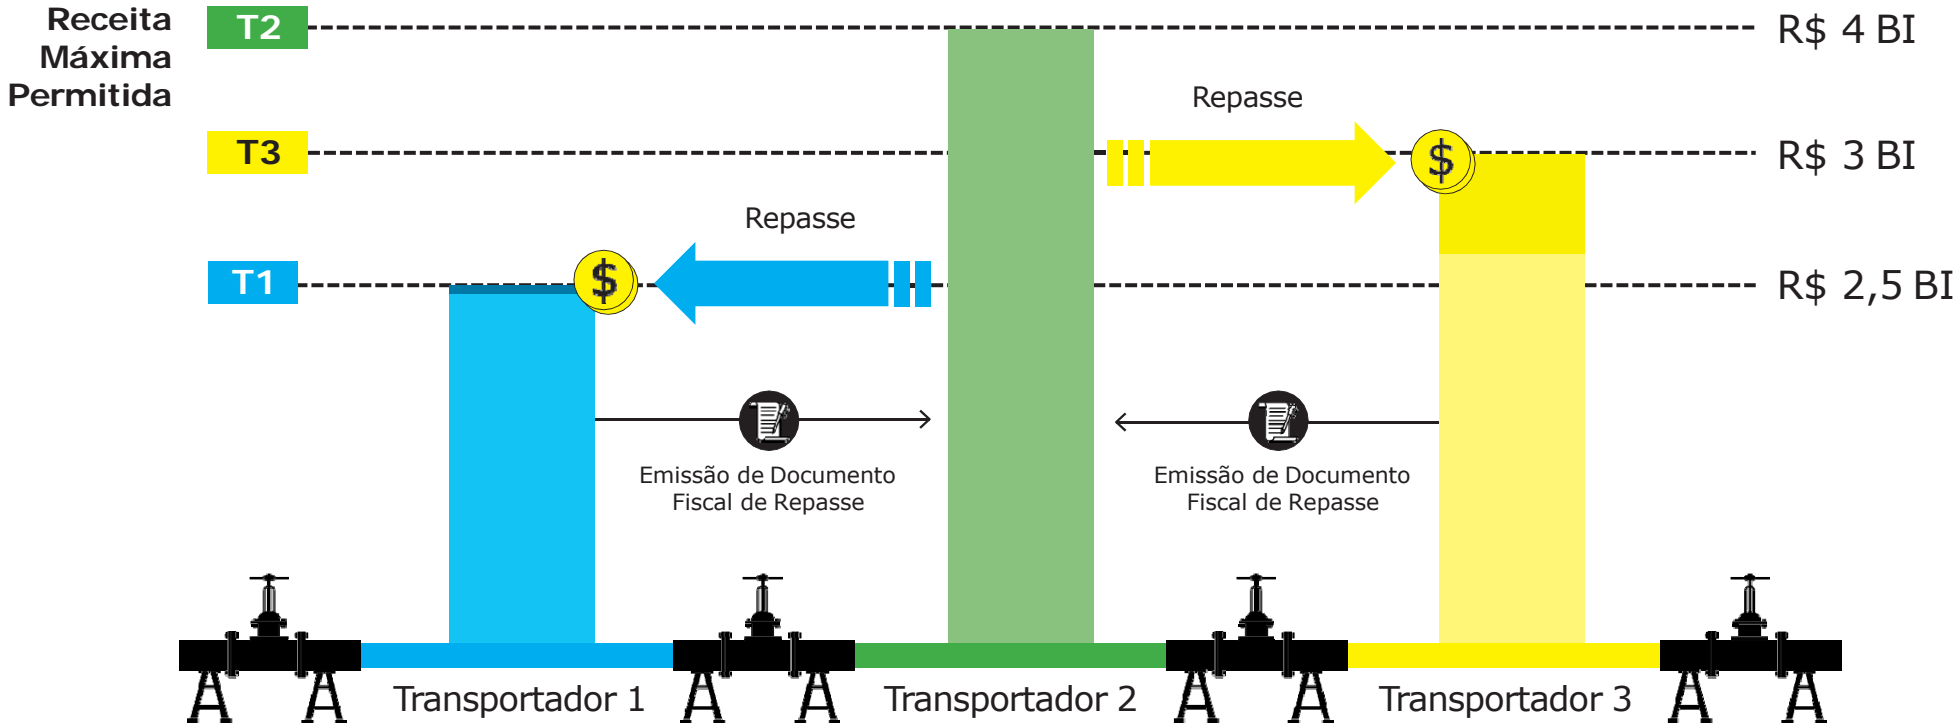 Receita
Máxima
Permitida
T2
R$ 4 BI
Repasse
T3
$
R$ 3 BI
Repasse
T1
$
R$ 2,5 BI
Emissão de Documento
Fiscal de Repasse
Emissão de Documento
Fiscal de Repasse
Transportador 1
Transportador 2
Transportador 3